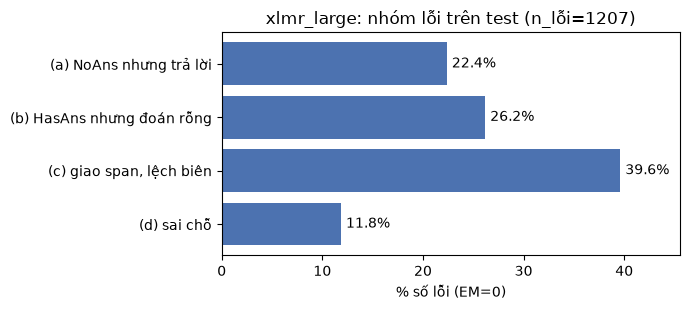 xlmr_large: nhóm lỗi trên test (n_lỗi=1207)
(a) NoAns nhưng trả lời
22.4%
(b) HasAns nhưng đoán rỗng
26.2%
(c) giao span, lệch biên
39.6%
(d) sai chỗ
11.8%
0 10 20 30 40
% số lỗi (EM=0)